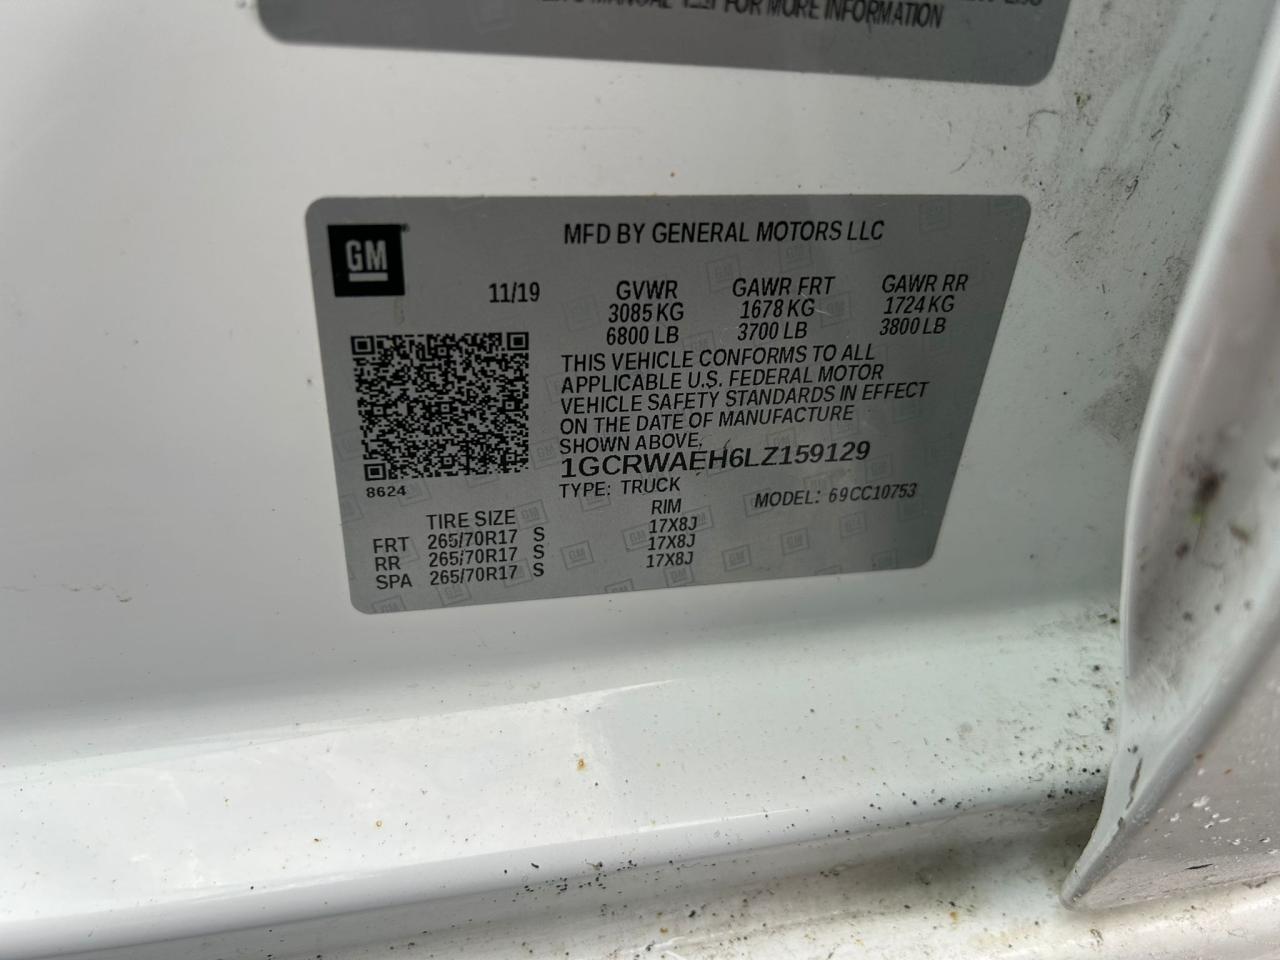 MANUAL FOR MORE INFORMATION
GM
MFD BY GENERAL MOTORS LLC
11/19
GVWR GAWR FRT GAWR RR
3085 KG 1678 KG 1724 KG
6800 LB 3700 LB 3800 LB
THIS VEHICLE CONFORMS TO ALL
APPLICABLE U.S. FEDERAL MOTOR
VEHICLE SAFETY STANDARDS IN EFFECT
ON THE DATE OF MANUFACTURE
SHOWN ABOVE.
1GCRWAEH6LZ159129
8624
TYPE: TRUCK MODEL: 69CC10753
TIRE SIZE RIM
FRT 265/70R17 S 17X8J
RR 265/70R17 S 17X8J
SPA 265/70R17 S 17X8J